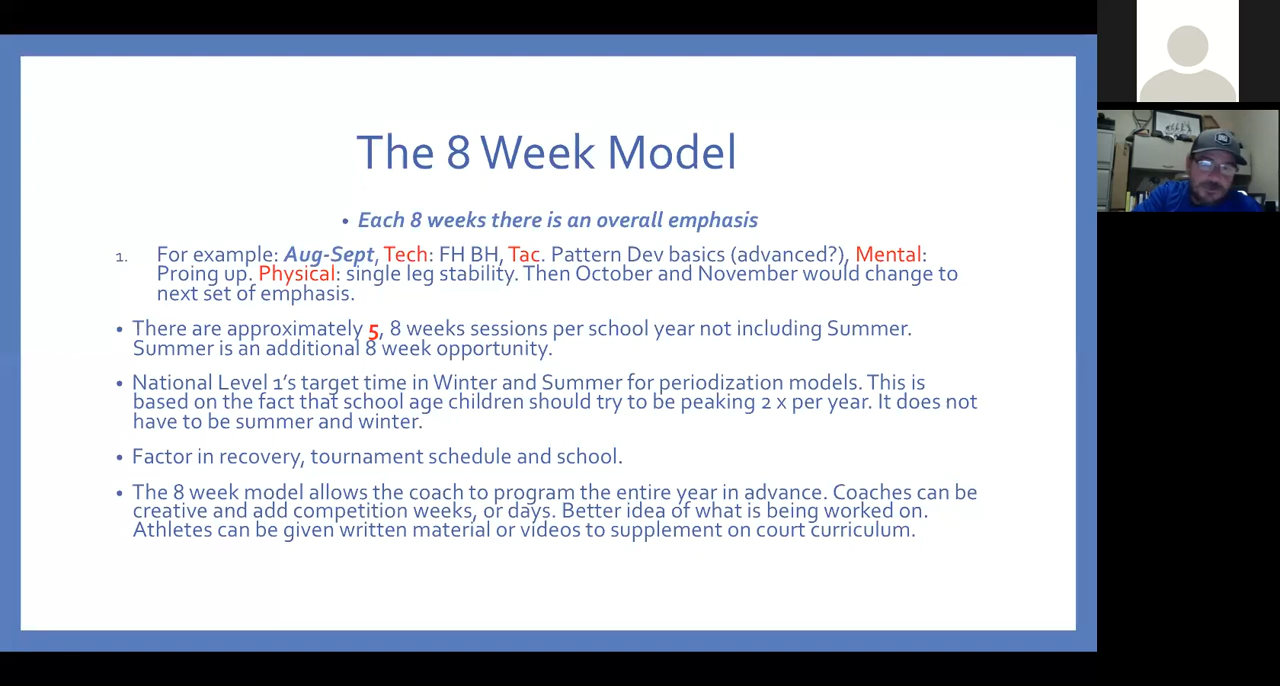 The 8 Week Model
• Each 8 weeks there is an overall emphasis
1. For example: Aug-Sept, Tech: FH BH, Tac. Pattern Dev basics (advanced?), Mental:
Proing up. Physical: single leg stability. Then October and November would change to
next set of emphasis.
• There are approximately 5, 8 weeks sessions per school year not including Summer.
Summer is an additional 8 week opportunity.
• National Level 1's target time in Winter and Summer for periodization models. This is
based on the fact that school age children should try to be peaking 2 x per year. It does not
have to be summer and winter.
• Factor in recovery, tournament schedule and school.
• The 8 week model allows the coach to program the entire year in advance. Coaches can be
creative and add competition weeks, or days. Better idea of what is being worked on.
Athletes can be given written material or videos to supplement on court curriculum.